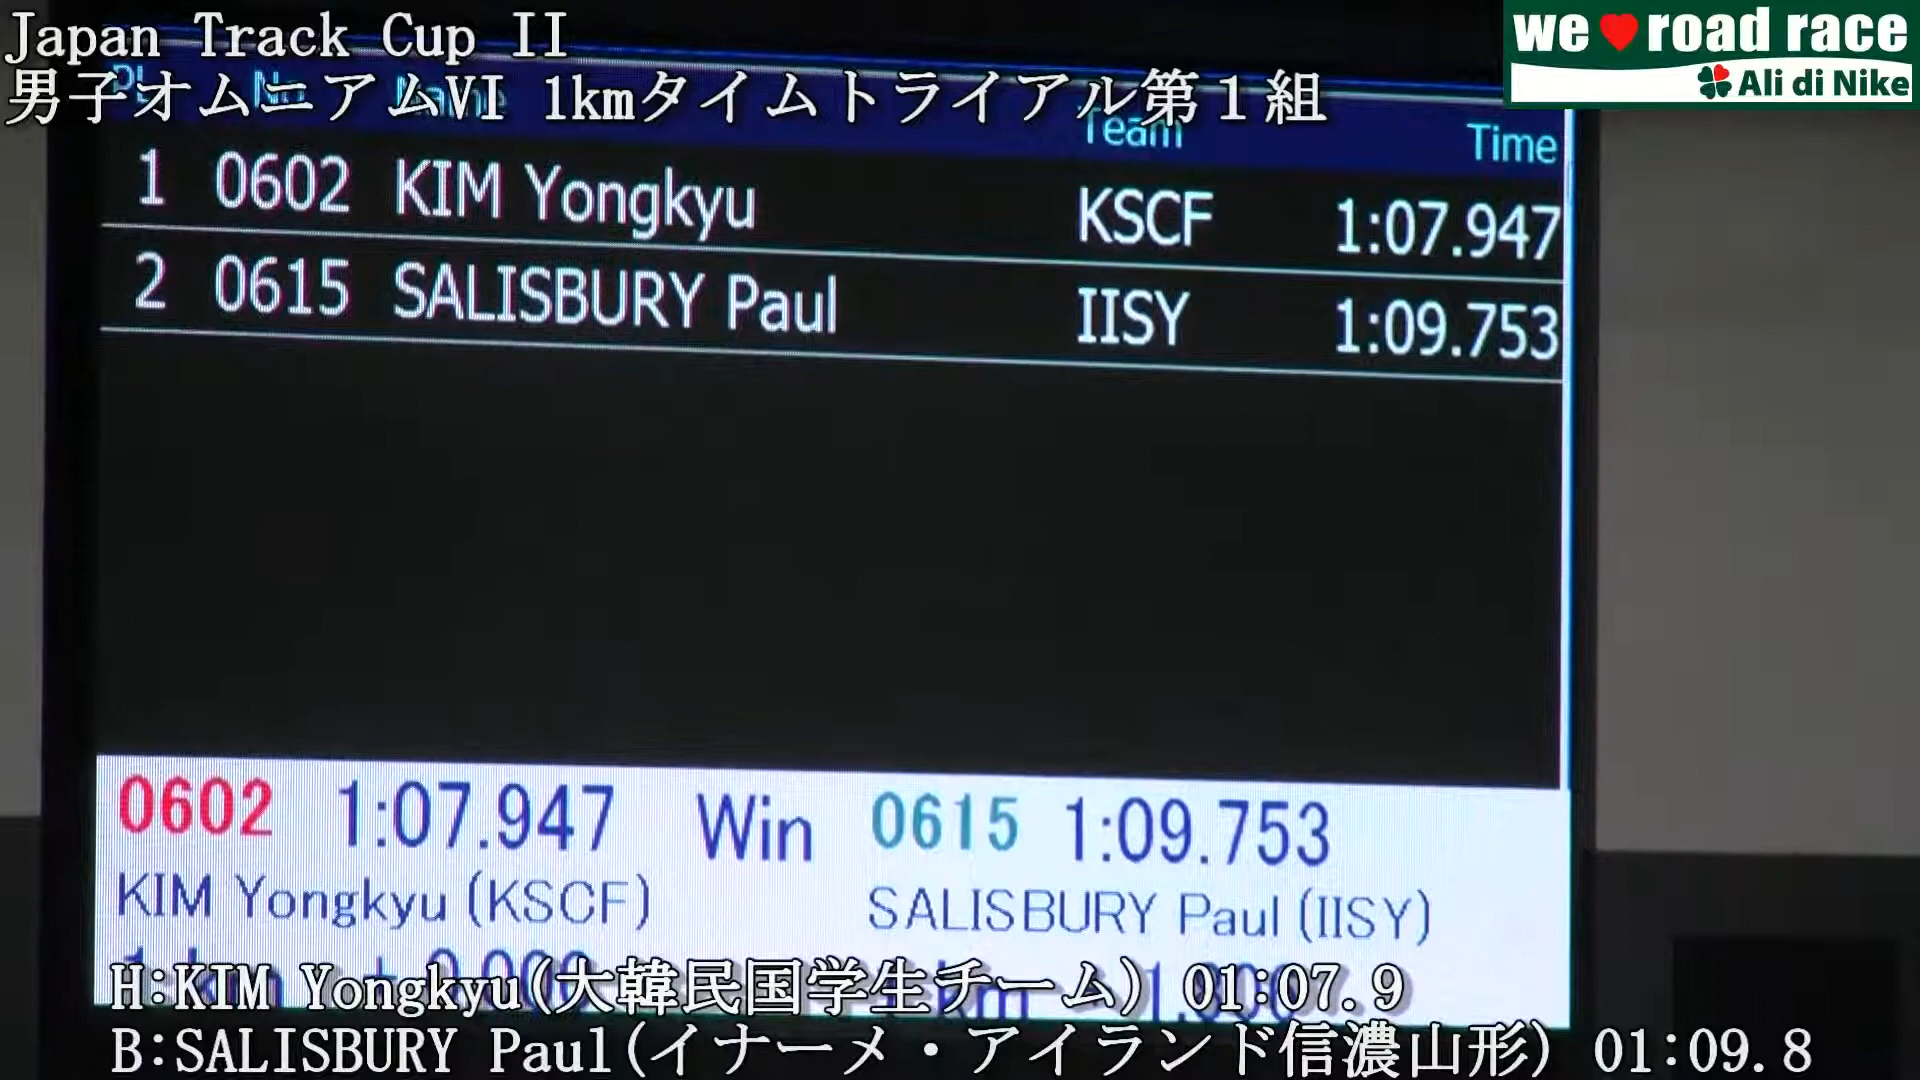 Japan Track Cup II
男子オムニアムVI 1kmタイムトライアル第1組
we road race
Ali di Nike
Team Time
1 0602 KIM Yongkyu KSCF 1:07.947
2 0615 SALISBURY Paul IISY 1:09.753
0602 1:07.947 Win 0615 1:09.753
KIM Yongkyu (KSCF) SALISBURY Paul (IISY)
H:KIM Yongkyu(大韓民国学生チーム) 01:07.9
B:SALISBURY Paul(イナーメ・アイランド信濃山形) 01:09.8